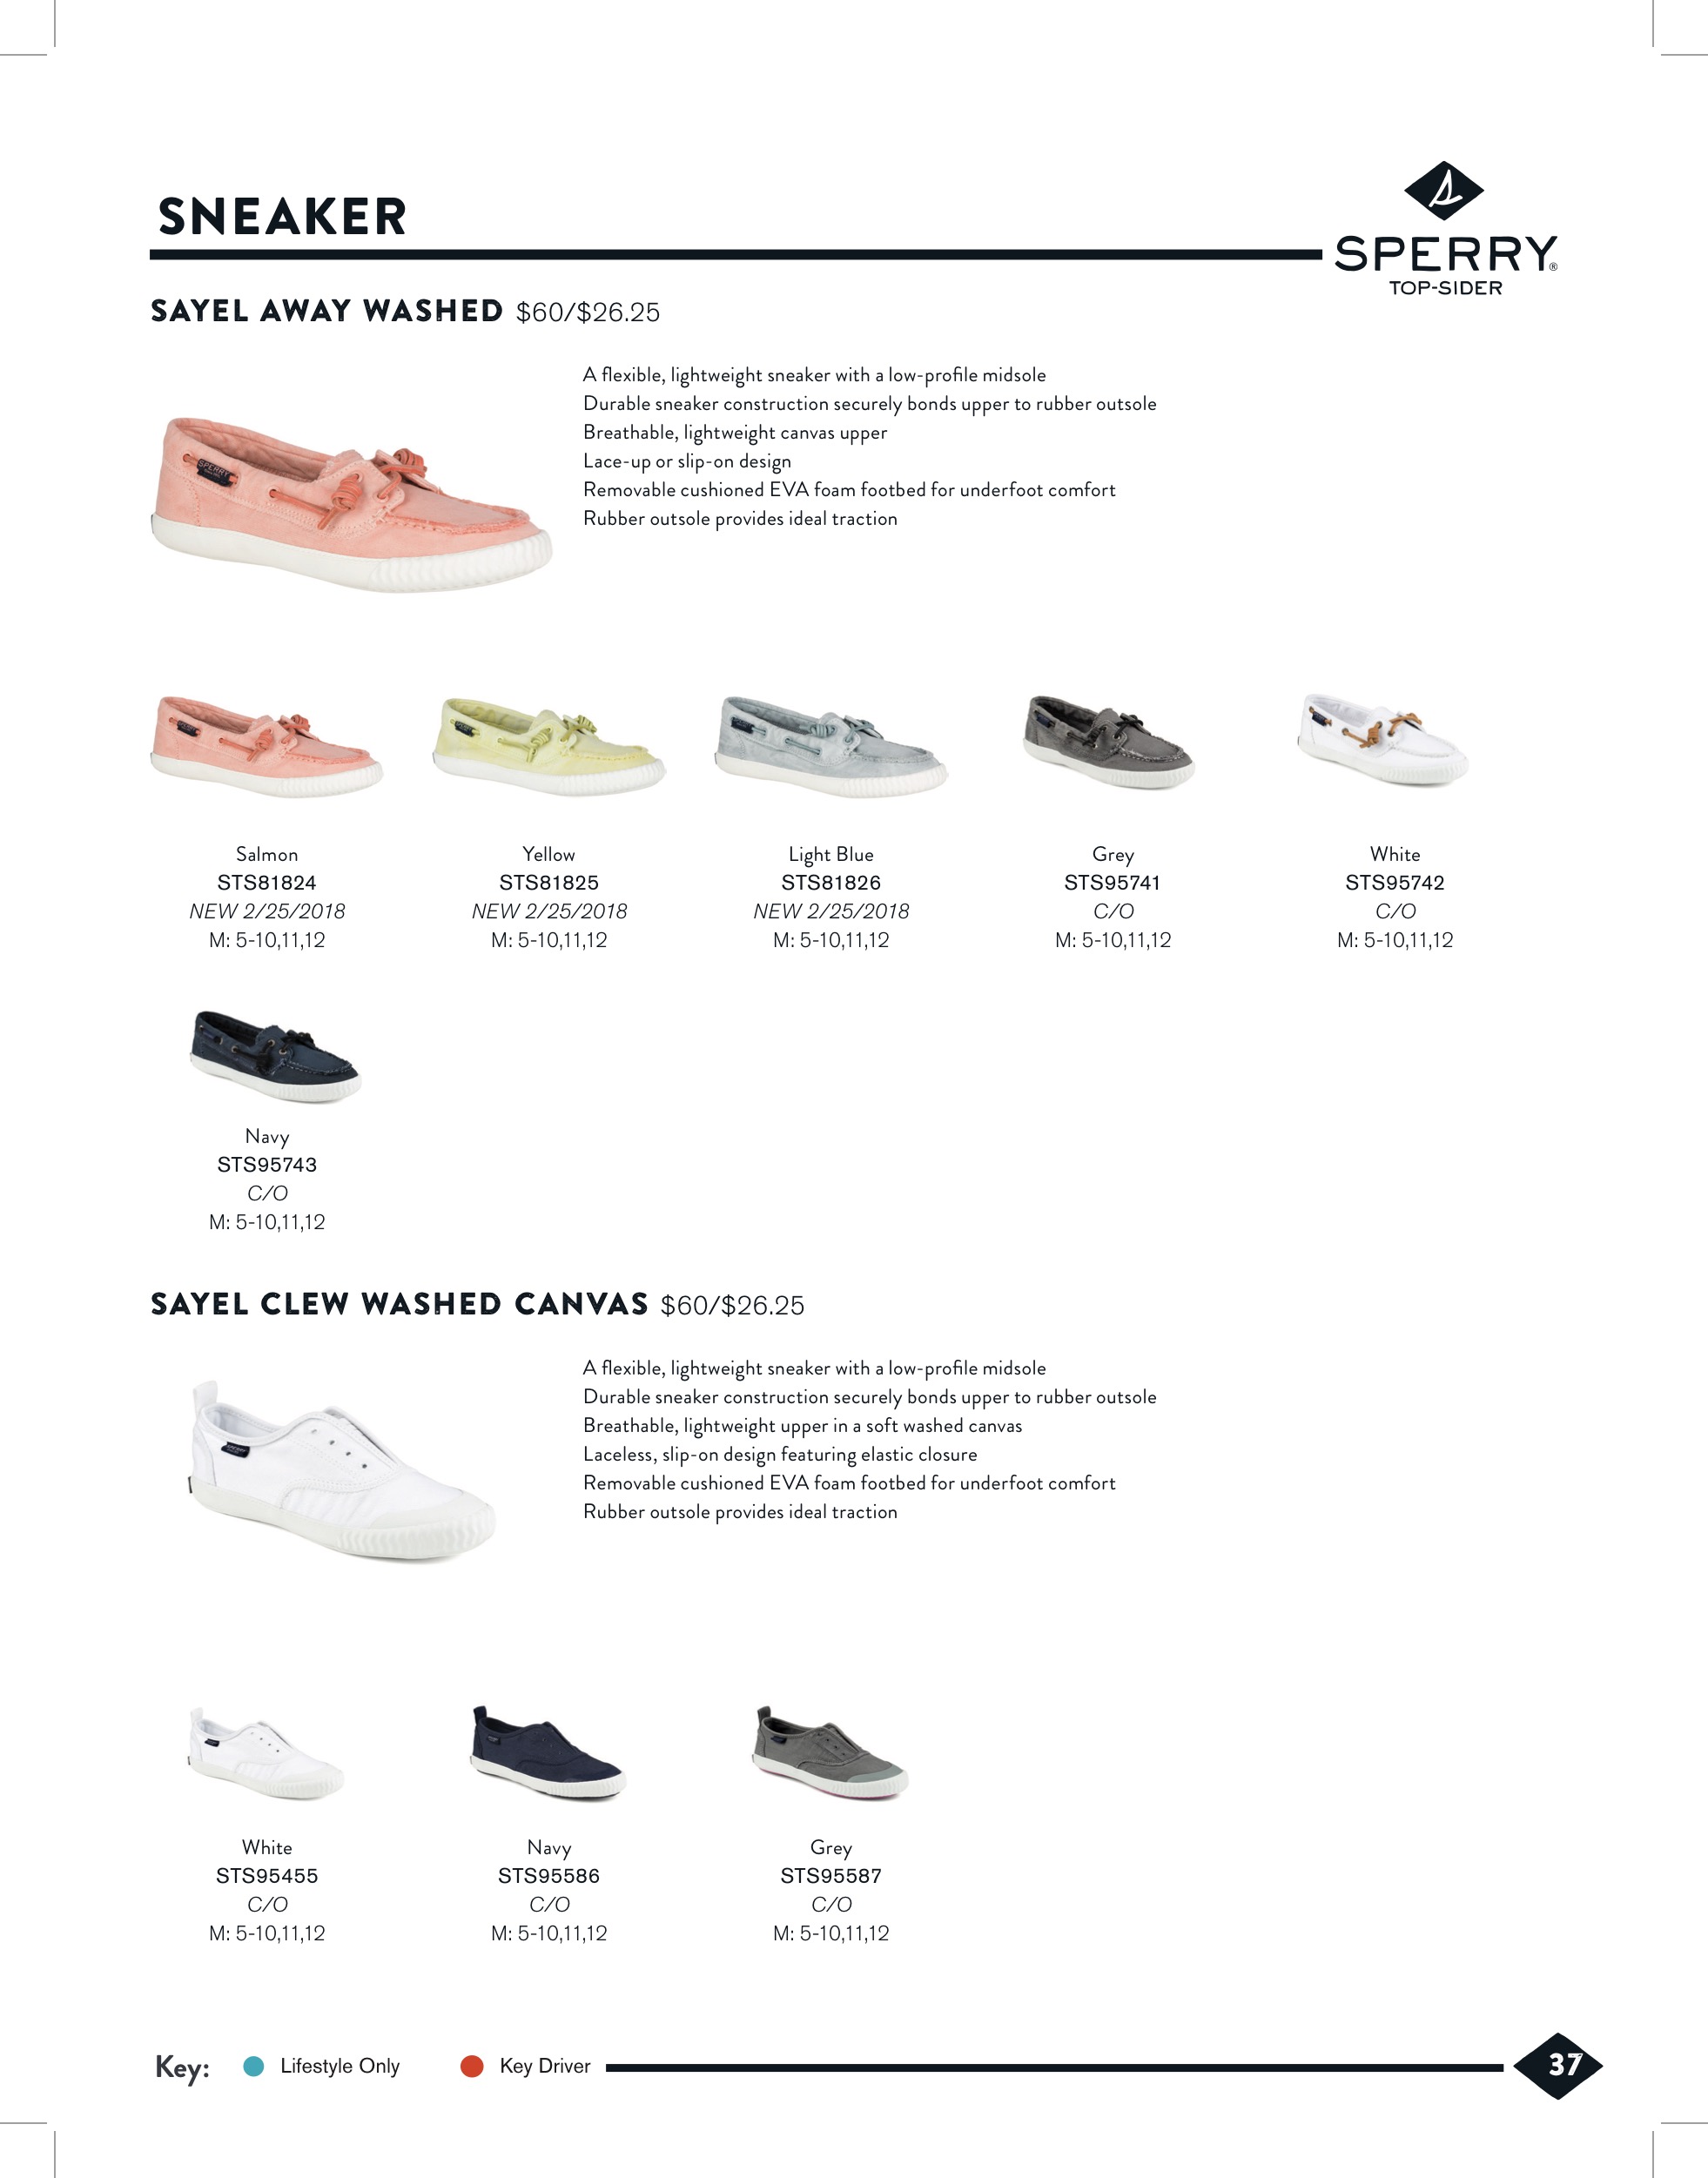 SNEAKER
SPERRY®
TOP-SIDER
SAYEL AWAY WASHED $60/$26.25
A flexible, lightweight sneaker with a low-profile midsole
Durable sneaker construction securely bonds upper to rubber outsole
Breathable, lightweight canvas upper
Lace-up or slip-on design
Removable cushioned EVA foam footbed for underfoot comfort
Rubber outsole provides ideal traction
SPERRY
Salmon
STS81824
NEW 2/25/2018
M: 5-10,11,12
Yellow
STS81825
NEW 2/25/2018
M: 5-10,11,12
Light Blue
STS81826
NEW 2/25/2018
M: 5-10,11,12
Grey
STS95741
C/O
M: 5-10,11,12
White
STS95742
C/O
M: 5-10,11,12
Navy
STS95743
C/O
M: 5-10,11,12
SAYEL CLEW WASHED CANVAS $60/$26.25
A flexible, lightweight sneaker with a low-profile midsole
Durable sneaker construction securely bonds upper to rubber outsole
Breathable, lightweight upper in a soft washed canvas
Laceless, slip-on design featuring elastic closure
Removable cushioned EVA foam footbed for underfoot comfort
Rubber outsole provides ideal traction
SPERRY
White
STS95455
C/O
M: 5-10,11,12
Navy
STS95586
C/O
M: 5-10,11,12
Grey
STS95587
C/O
M: 5-10,11,12
Key: Lifestyle Only Key Driver
37